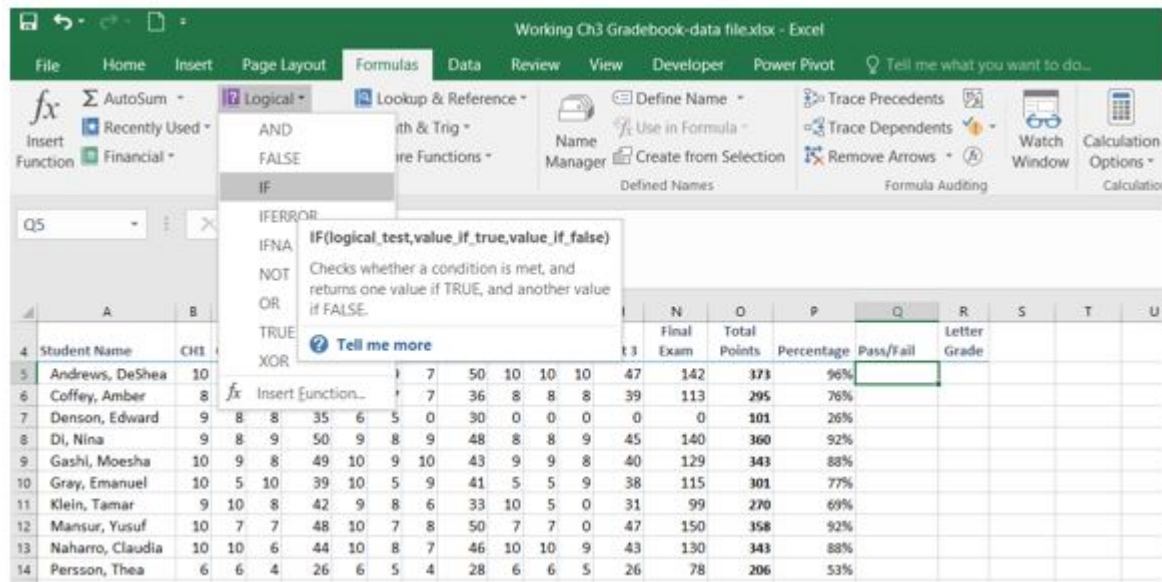 Working Ch3 Gradebook-data file.xlsx - Excel
File Home Insert Page Layout Formulas Data Review View Developer Power Pivot Tell me what you want to do...
fx Insert Function
Σ AutoSum
Recently Used
Financial
Logical
Lookup & Reference
th & Trig
re Functions
Name Manager
Define Name
Use in Formula
Create from Selection
Defined Names
Trace Precedents
Trace Dependents
Remove Arrows
Formula Auditing
Watch Window
Calculation Options
Calculation
AND
FALSE
IF
IFERROR
IFNA
NOT
OR
TRUE
XOR
fx Insert Function...
IF(logical_test,value_if_true,value_if_false)
Checks whether a condition is met, and
returns one value if TRUE, and another value
if FALSE.
Tell me more
Q5
A B N O P Q R S T U
4 Student Name CH1 t 3 Final Exam Total Points Percentage Pass/Fail Letter Grade
5 Andrews, DeShea 10 7 50 10 10 10 47 142 373 96%
6 Coffey, Amber 8 7 36 8 8 8 39 113 295 76%
7 Denson, Edward 9 8 8 35 6 5 0 30 0 0 0 0 0 101 26%
8 Di, Nina 9 8 9 50 9 8 9 48 8 8 9 45 140 360 92%
9 Gashi, Moesha 10 9 8 49 10 9 10 43 9 9 8 40 129 343 88%
10 Gray, Emanuel 10 5 10 39 10 5 9 41 5 5 9 38 115 301 77%
11 Klein, Tamar 9 10 8 42 9 8 6 33 10 5 0 31 99 270 69%
12 Mansur, Yusuf 10 7 7 48 10 7 8 50 7 7 0 47 150 358 92%
13 Naharro, Claudia 10 10 6 44 10 8 7 46 10 10 9 43 130 343 88%
14 Persson, Thea 6 6 4 26 6 5 4 28 6 6 5 26 78 206 53%